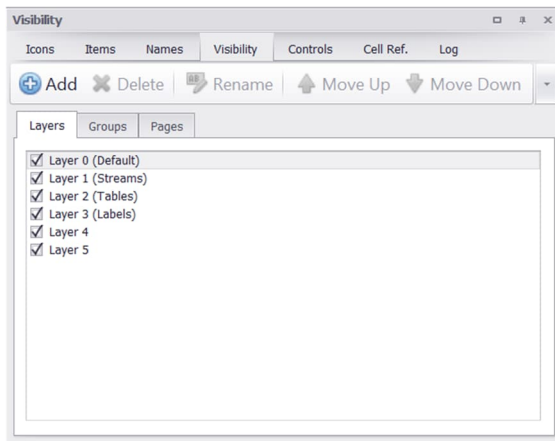 Visibility
Icons Items Names Visibility Controls Cell Ref. Log
Add Delete Rename Move Up Move Down
Layers Groups Pages
Layer 0 (Default)
Layer 1 (Streams)
Layer 2 (Tables)
Layer 3 (Labels)
Layer 4
Layer 5